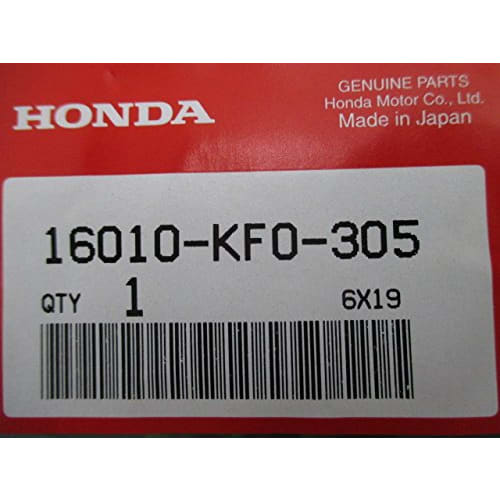 HONDA
GENUINE PARTS
Honda Motor Co., Ltd.
Made in Japan
16010-KF0-305
QTY 1 6X19